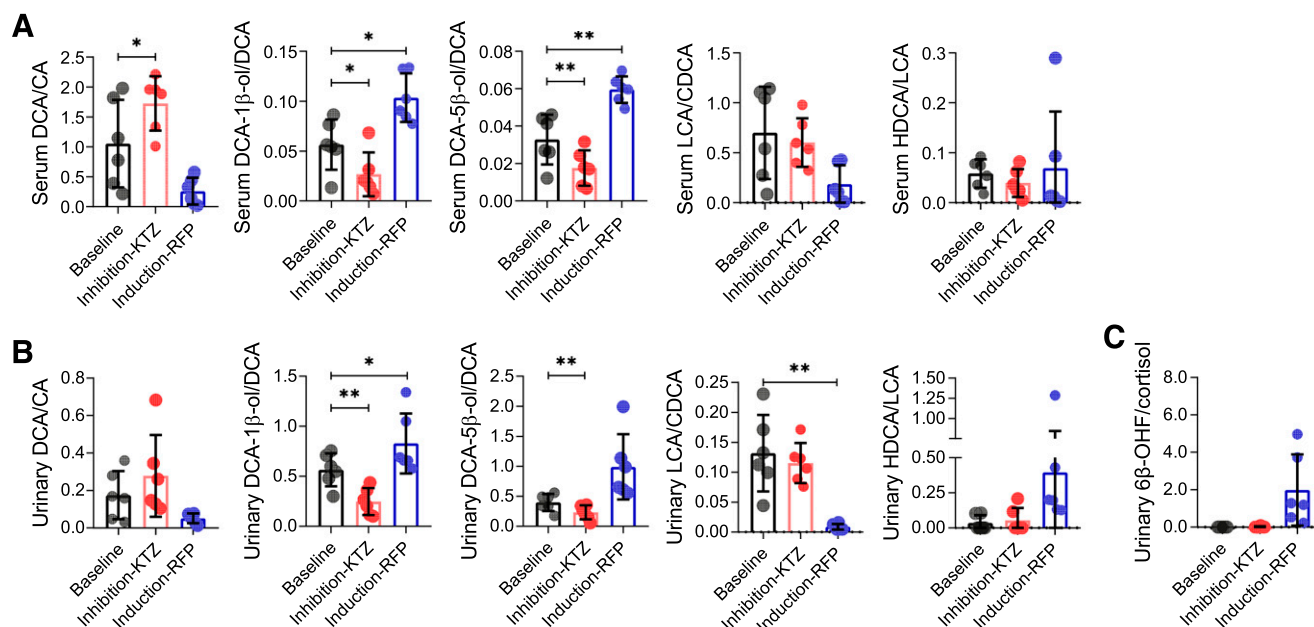 A
Serum DCA/CA
2.5
2.0
1.5
1.0
0.5
0.0
*
Baseline
Inhibition-KTZ
Induction-RFP
Serum DCA-1β-ol/DCA
0.15
0.10
0.05
0.00
*
*
Baseline
Inhibition-KTZ
Induction-RFP
Serum DCA-5β-ol/DCA
0.08
0.06
0.04
0.02
0.00
**
**
Baseline
Inhibition-KTZ
Induction-RFP
Serum LCA/CDCA
1.5
1.0
0.5
0.0
Baseline
Inhibition-KTZ
Induction-RFP
Serum HDCA/LCA
0.3
0.2
0.1
0.0
Baseline
Inhibition-KTZ
Induction-RFP
B
Urinary DCA/CA
0.8
0.6
0.4
0.2
0.0
Baseline
Inhibition-KTZ
Induction-RFP
Urinary DCA-1β-ol/DCA
1.5
1.0
0.5
0.0
*
**
Baseline
Inhibition-KTZ
Induction-RFP
Urinary DCA-5β-ol/DCA
2.5
2.0
1.5
1.0
0.5
0.0
**
Baseline
Inhibition-KTZ
Induction-RFP
Urinary LCA/CDCA
0.25
0.20
0.15
0.10
0.05
0.00
**
Baseline
Inhibition-KTZ
Induction-RFP
Urinary HDCA/LCA
1.50
1.25
1.00
0.50
0.25
0.00
Baseline
Inhibition-KTZ
Induction-RFP
C
Urinary 6β-OHF/cortisol
8.0
6.0
4.0
2.0
0.0
Baseline
Inhibition-KTZ
Induction-RFP